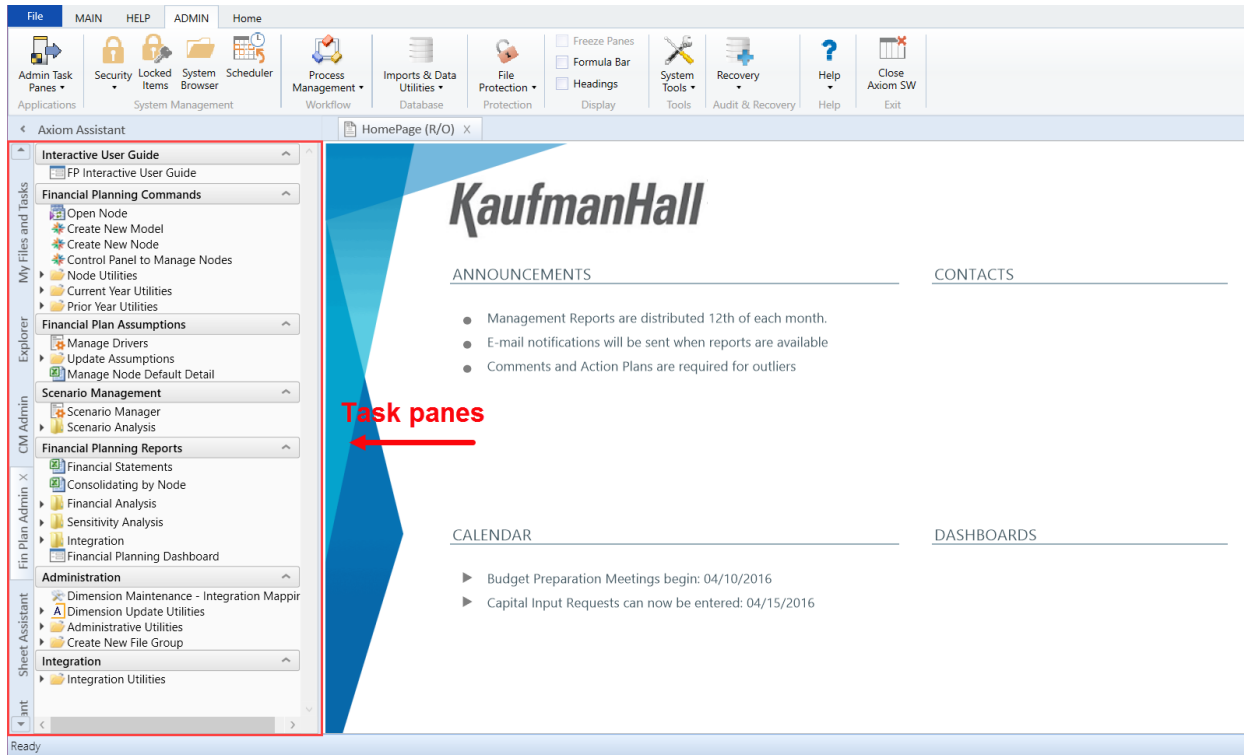 File MAIN HELP ADMIN Home
Admin Task Panes
Security
Locked Items
System Browser
Scheduler
Process Management
Imports & Data Utilities
File Protection
Freeze Panes
Formula Bar
Headings
System Tools
Recovery
Help
Close Axiom SW
Applications System Management Workflow Database Protection Display Tools Audit & Recovery Help Exit
Axiom Assistant
HomePage (R/O) X
My Files and Tasks
Explorer
CM Admin
Fin Plan Admin X
Sheet Assistant
ant
Interactive User Guide
FP Interactive User Guide
Financial Planning Commands
Open Node
Create New Model
Create New Node
Control Panel to Manage Nodes
Node Utilities
Current Year Utilities
Prior Year Utilities
Financial Plan Assumptions
Manage Drivers
Update Assumptions
Manage Node Default Detail
Scenario Management
Scenario Manager
Scenario Analysis
Financial Planning Reports
Financial Statements
Consolidating by Node
Financial Analysis
Sensitivity Analysis
Integration
Financial Planning Dashboard
Administration
Dimension Maintenance - Integration Mappin
Dimension Update Utilities
Administrative Utilities
Create New File Group
Integration
Integration Utilities
Task panes
KaufmanHall
ANNOUNCEMENTS
Management Reports are distributed 12th of each month.
E-mail notifications will be sent when reports are available
Comments and Action Plans are required for outliers
CONTACTS
CALENDAR
Budget Preparation Meetings begin: 04/10/2016
Capital Input Requests can now be entered: 04/15/2016
DASHBOARDS
Ready